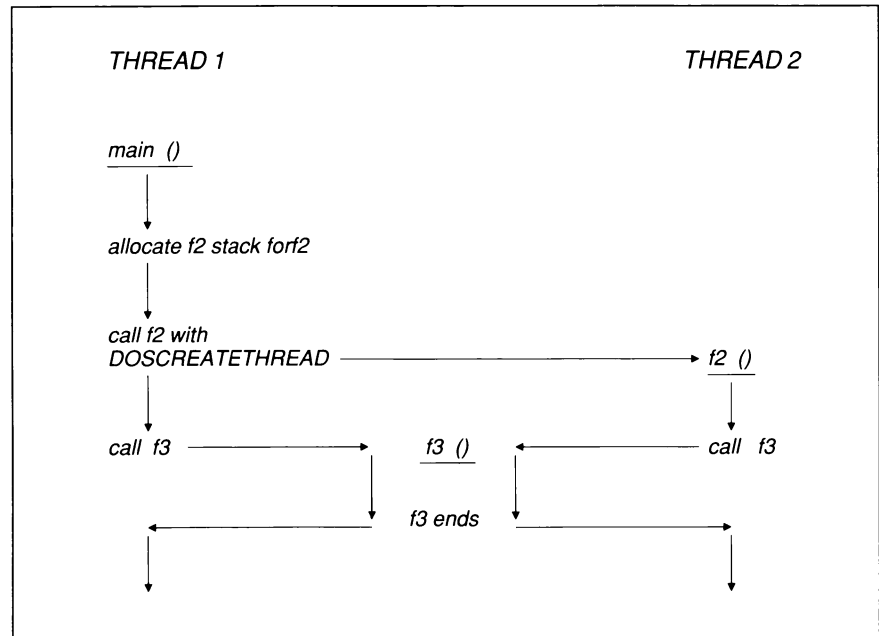 THREAD 1
THREAD 2
main ()
allocate f2 stack forf2
call f2 with
DOSCREATETHREAD
f2 ()
call f3
f3 ()
call f3
f3 ends